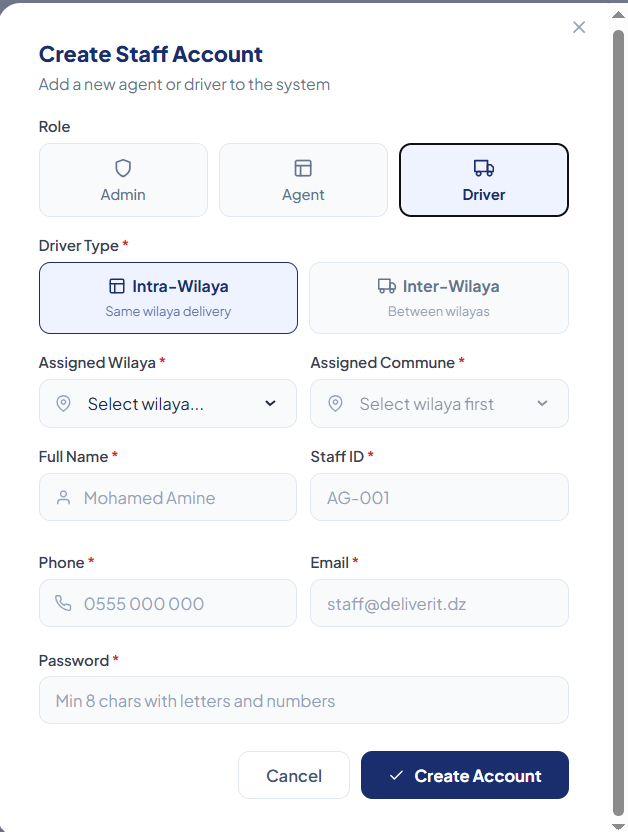 Create Staff Account
Add a new agent or driver to the system
Role
Admin
Agent
Driver
Driver Type *
Intra-Wilaya
Same wilaya delivery
Inter-Wilaya
Between wilayas
Assigned Wilaya *
Assigned Commune *
Select wilaya...
Select wilaya first
Full Name *
Staff ID *
Mohamed Amine
AG-001
Phone *
Email *
0555 000 000
staff@deliverit.dz
Password *
Min 8 chars with letters and numbers
Cancel
Create Account